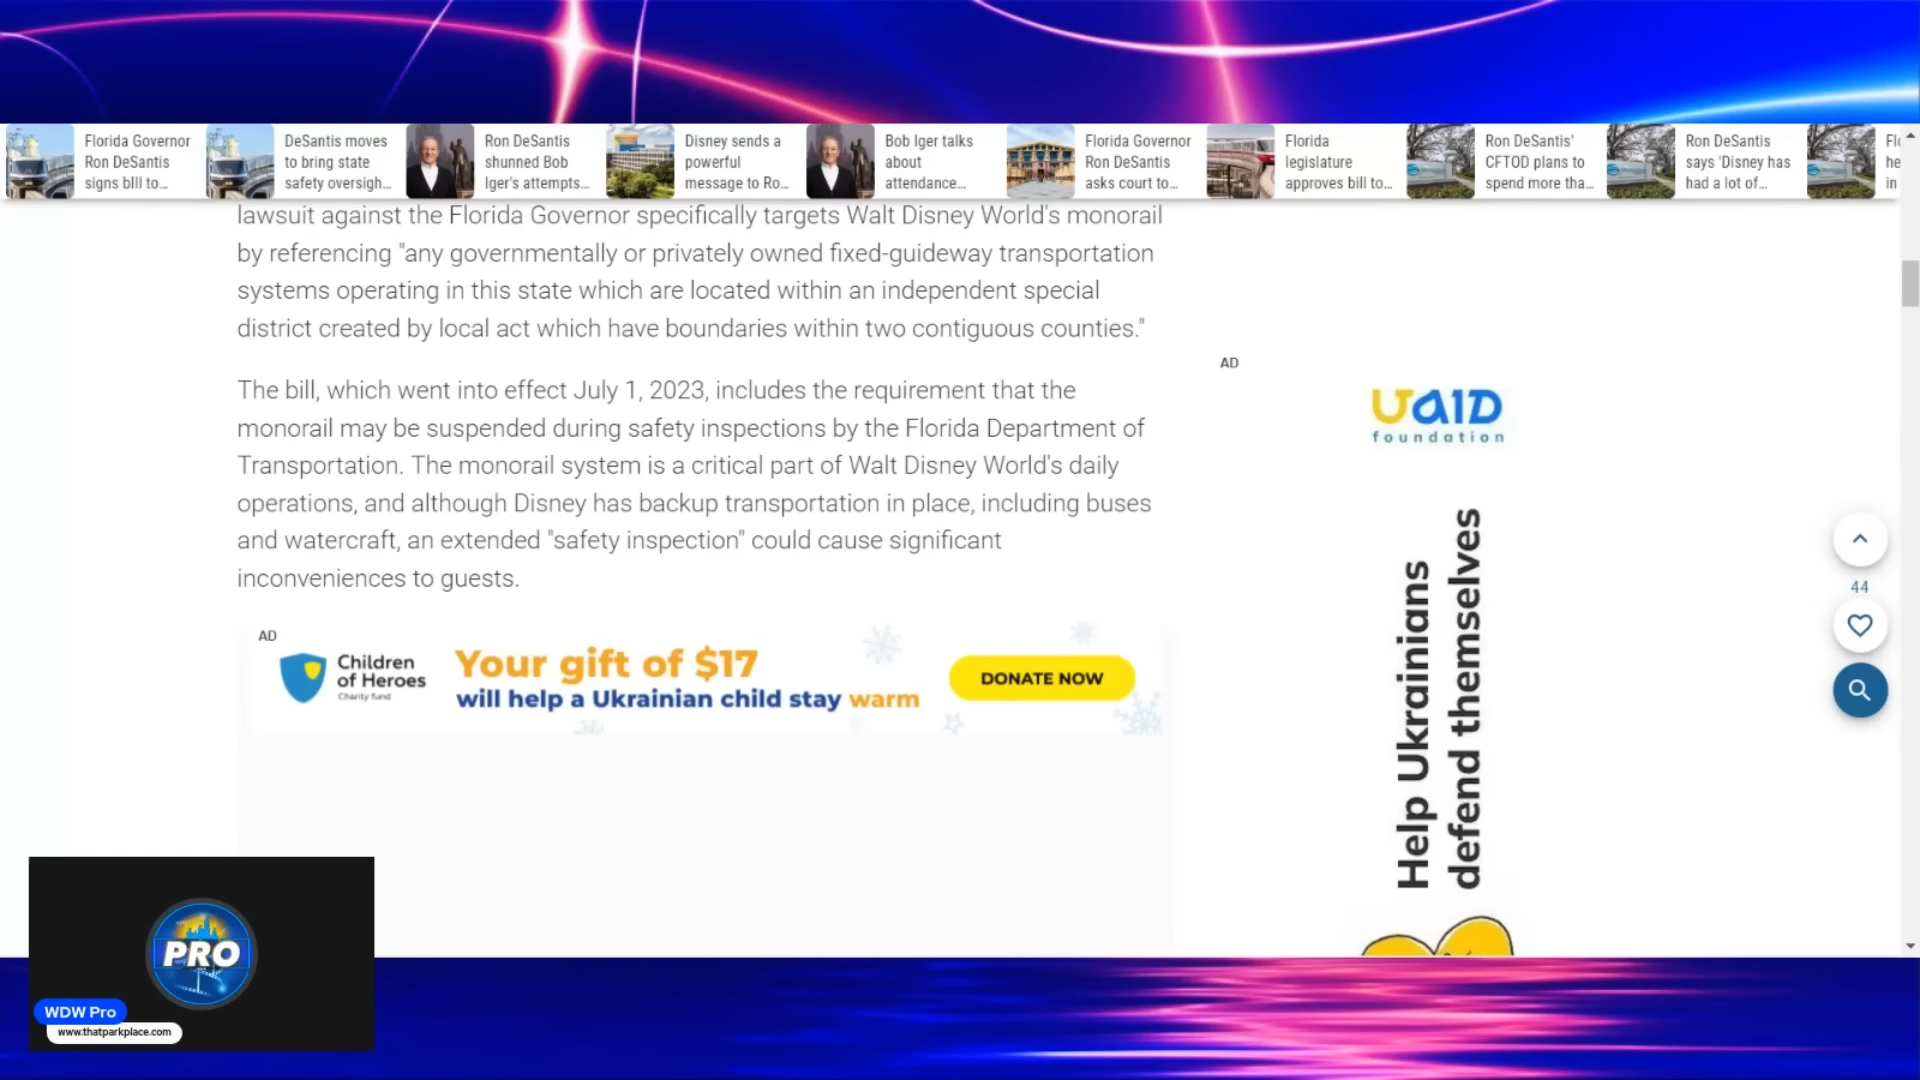 Florida Governor
Ron DeSantis
signs bIll to...
DeSantis moves
to bring state
safety oversigh...
Ron DeSantis
shunned Bob
Iger's attempts...
Disney sends a
powerful
message to Ro...
Bob Iger talks
about
attendance...
Florida Governor
Ron DeSantis
asks court to...
Florida
legislature
approves bill to...
Ron DeSantis'
CFTOD plans to
spend more tha...
Ron DeSantis
says 'Disney has
had a lot of...
he
in
lawsuit against the Florida Governor specifically targets Walt Disney World's monorail
by referencing "any governmentally or privately owned fixed-guideway transportation
systems operating in this state which are located within an independent special
district created by local act which have boundaries within two contiguous counties."
The bill, which went into effect July 1, 2023, includes the requirement that the
monorail may be suspended during safety inspections by the Florida Department of
Transportation. The monorail system is a critical part of Walt Disney World's daily
operations, and although Disney has backup transportation in place, including buses
and watercraft, an extended "safety inspection" could cause significant
inconveniences to guests.
AD
Children
of Heroes
Charity fund
Your gift of $17
will help a Ukrainian child stay warm
DONATE NOW
AD
UAID
foundation
Help Ukrainians
defend themselves
44
PRO
WDW Pro
www.thatparkplace.com